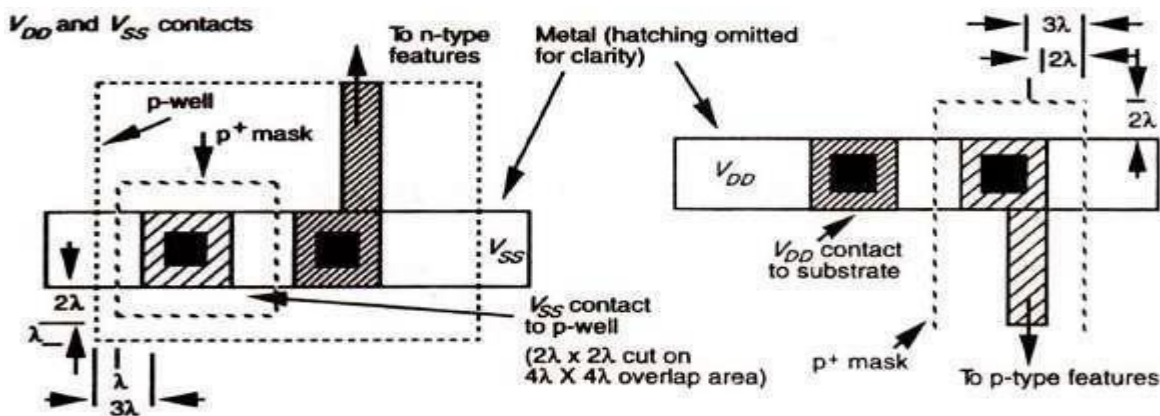 V_DD and V_SS contacts
To n-type
features
Metal (hatching omitted
for clarity)
p-well
p+ mask
V_SS
2λ
λ
λ
3λ
V_SS contact
to p-well
(2λ x 2λ cut on
4λ X 4λ overlap area)
3λ
2λ
2λ
V_DD
V_DD contact
to substrate
p+ mask
To p-type features